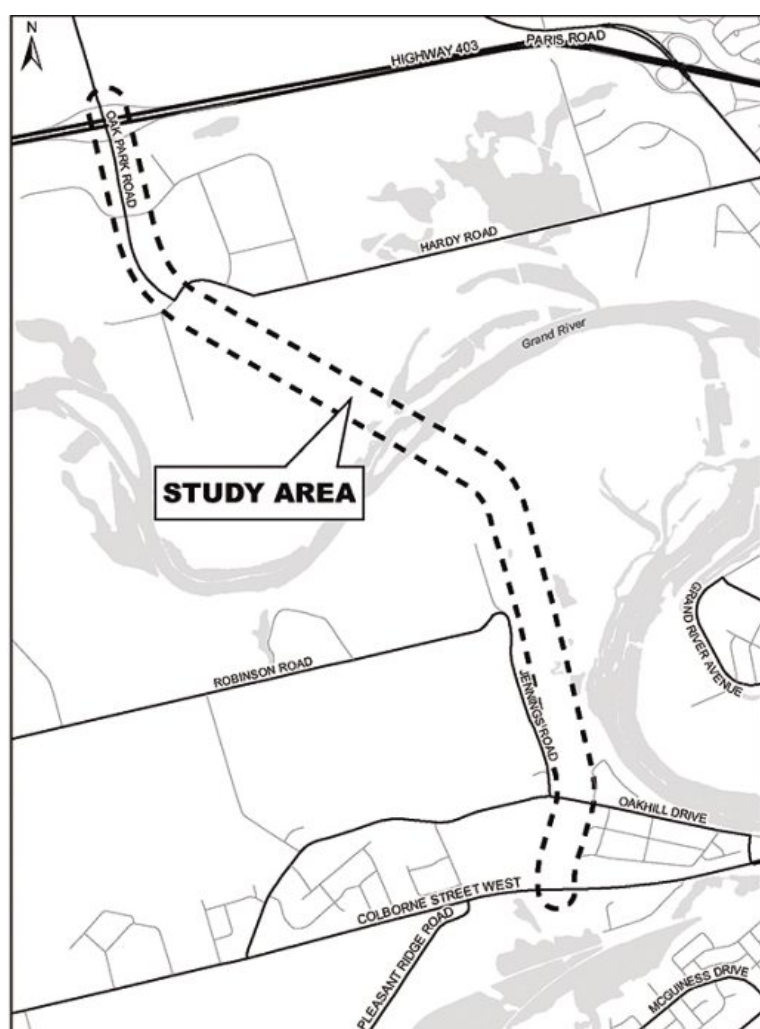 N
HIGHWAY 403
PARIS ROAD
OAK PARK ROAD
HARDY ROAD
Grand River
STUDY AREA
GRAND RIVER AVENUE
ROBINSON ROAD
JENNINGS ROAD
OAKHILL DRIVE
COLBORNE STREET WEST
PLEASANT RIDGE ROAD
MCGUINESS DRIVE